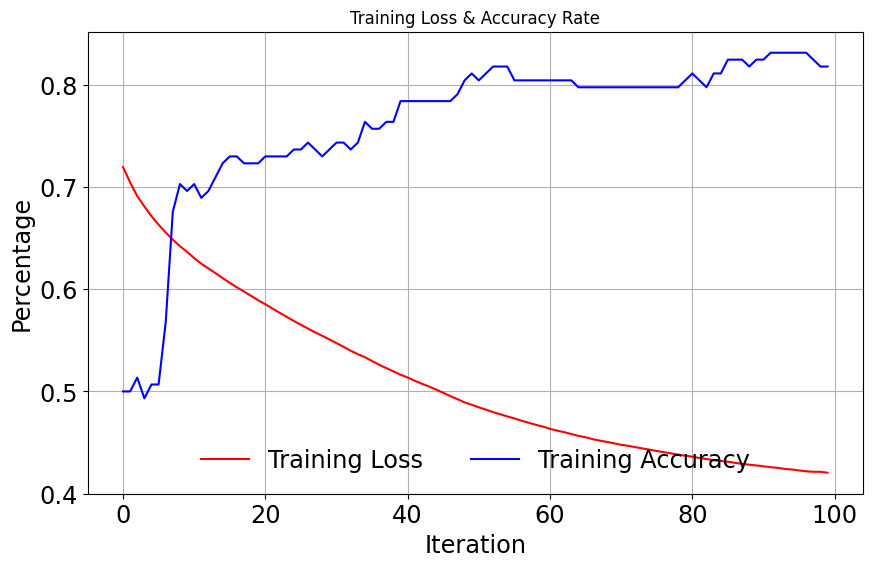 Training Loss & Accuracy Rate
Percentage
0.8
0.7
0.6
0.5
0.4
Training Loss
Training Accuracy
0 20 40 60 80 100
Iteration